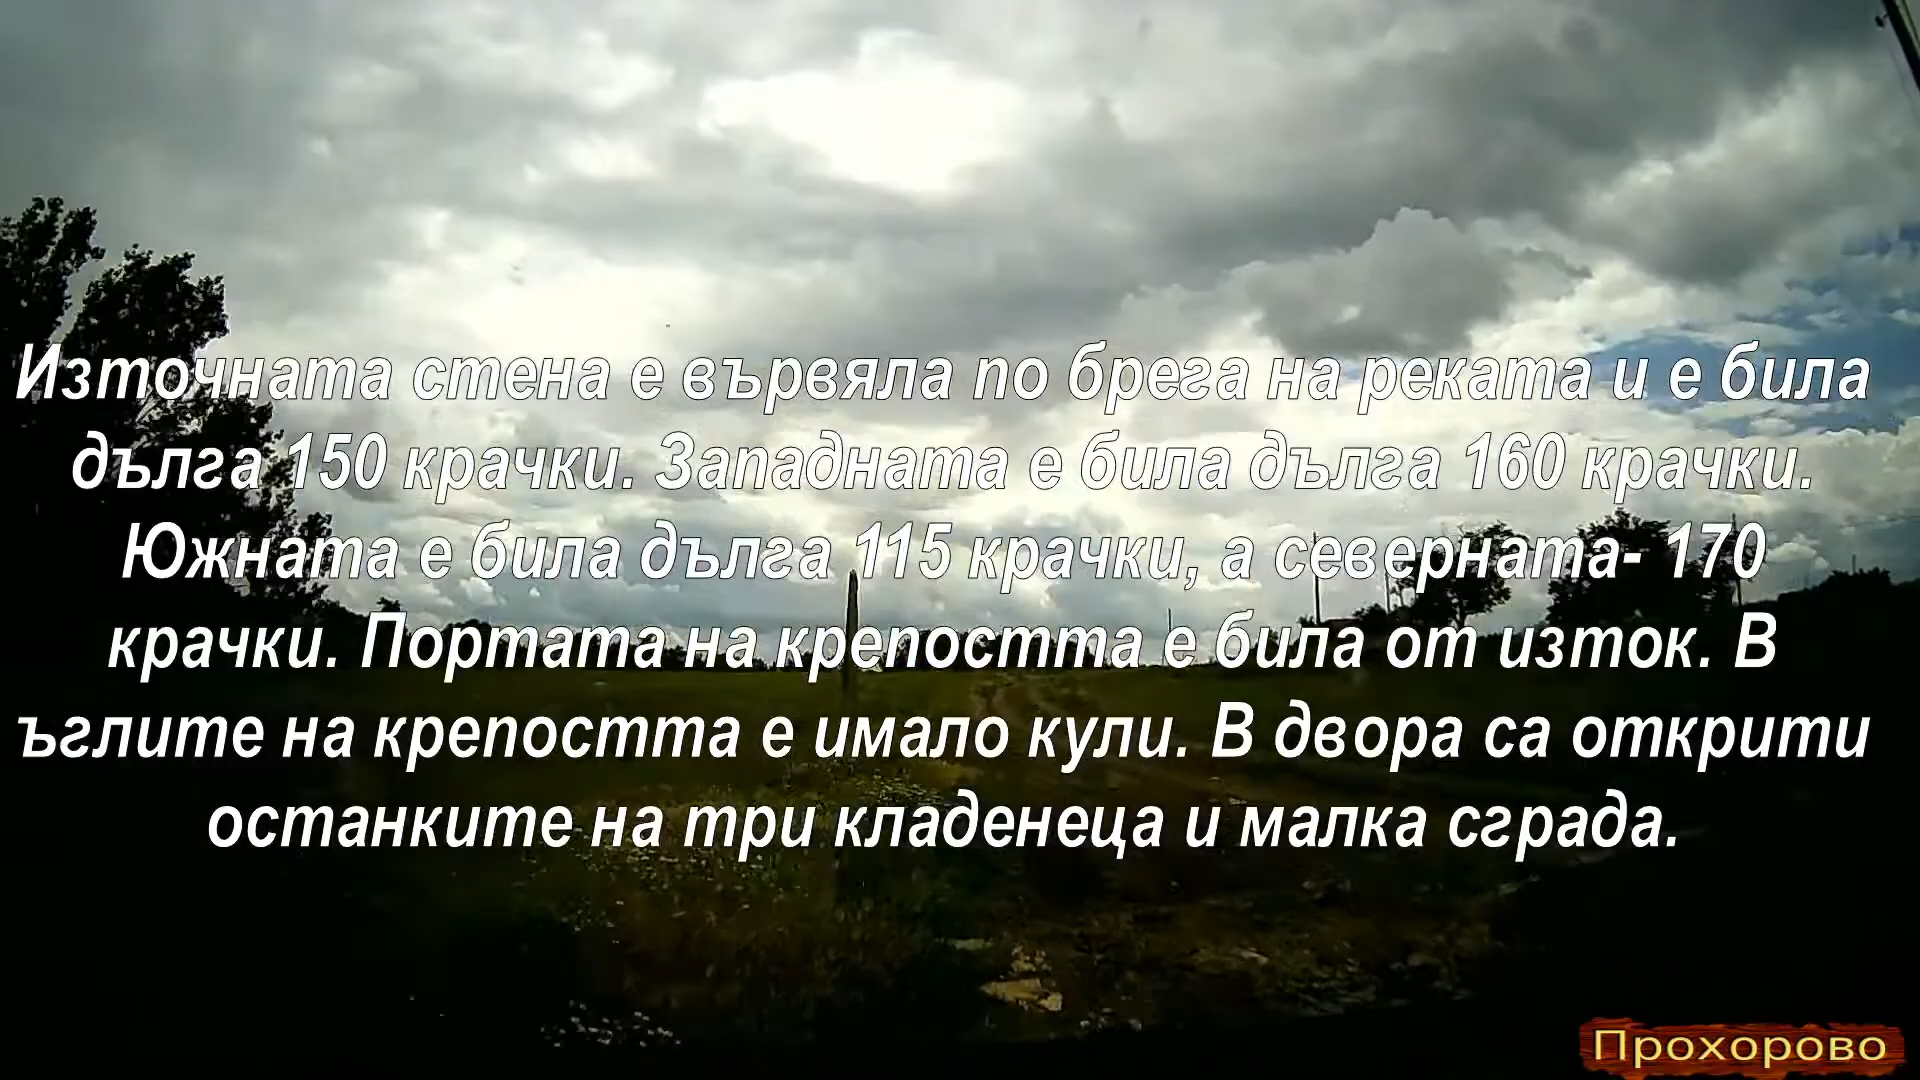 Източната стена е вървяла по брега на реката и е била
дълга 150 крачки. Западната е била дълга 160 крачки.
Южната е била дълга 115 крачки, а северната- 170
крачки. Портата на крепостта е била от изток. В
ъглите на крепостта е имало кули. В двора са открити
останките на три кладенеца и малка сграда.
Прохорово